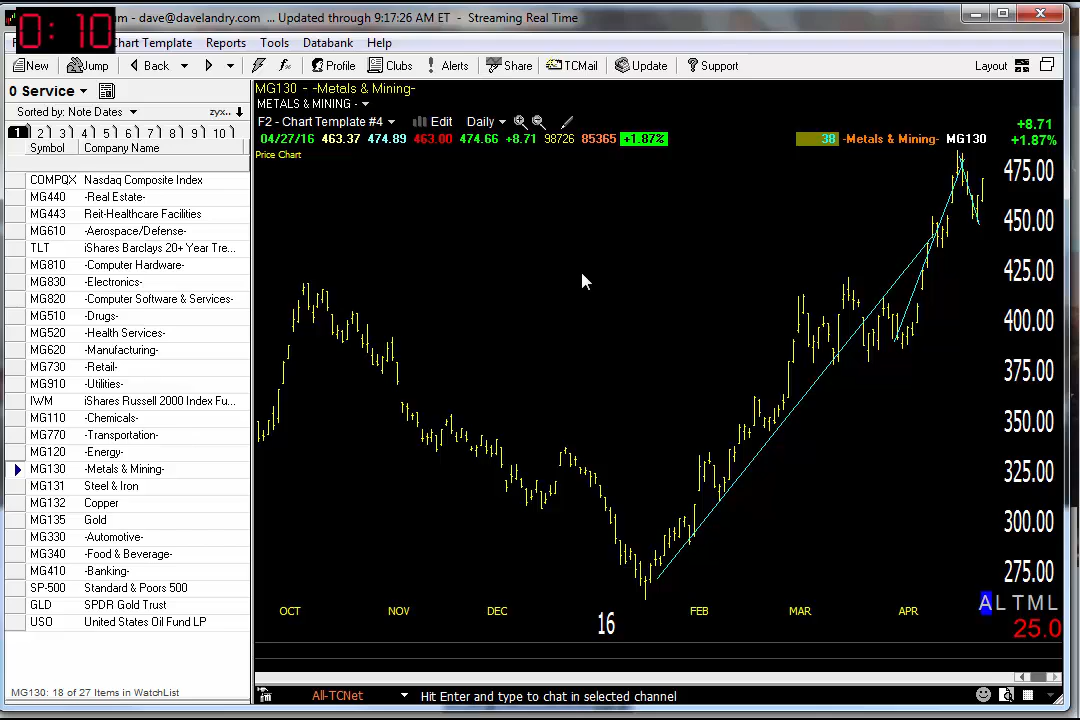 am - dave@davelandry.com ... Updated through 9:17:26 AM ET - Streaming Real Time
0:10
Chart Template Reports Tools Databank Help
New Jump Back Profile Clubs Alerts Share TCMail Update Support Layout
0 Service
Sorted by: Note Dates zyx...
1 2 3 4 5 6 7 8 9 10
Symbol Company Name
COMPQX Nasdaq Composite Index
MG440 -Real Estate-
MG443 Reit-Healthcare Facilities
MG610 -Aerospace/Defense-
TLT iShares Barclays 20+ Year Tre...
MG810 -Computer Hardware-
MG830 -Electronics-
MG820 -Computer Software & Services-
MG510 -Drugs-
MG520 -Health Services-
MG620 -Manufacturing-
MG730 -Retail-
MG910 -Utilities-
IWM iShares Russell 2000 Index Fu...
MG110 -Chemicals-
MG770 -Transportation-
MG120 -Energy-
MG130 -Metals & Mining-
MG131 Steel & Iron
MG132 Copper
MG135 Gold
MG330 -Automotive-
MG340 -Food & Beverage-
MG410 -Banking-
SP-500 Standard & Poors 500
GLD SPDR Gold Trust
USO United States Oil Fund LP
MG130: 18 of 27 Items in WatchList
MG130 - -Metals & Mining-
METALS & MINING -
F2 - Chart Template #4 Edit Daily
04/27/16 463.37 474.89 463.00 474.66 +8.71 98726 85365 +1.87% 38 -Metals & Mining- MG130
+8.71
+1.87%
Price Chart
475.00
450.00
425.00
400.00
375.00
350.00
325.00
300.00
275.00
OCT NOV DEC 16 FEB MAR APR
A L T M L
25.0
All-TCNet Hit Enter and type to chat in selected channel